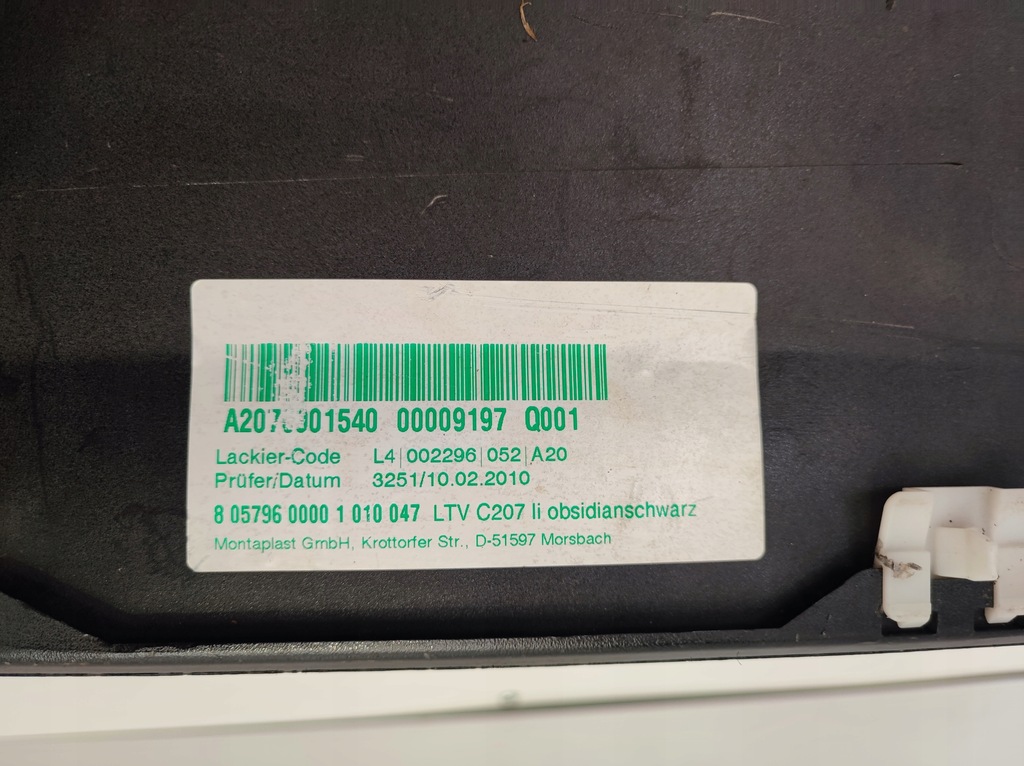 00009197 Q001
Lackier-Code L4|002296|052|A20
Prüfer/Datum 3251/10.02.2010
8 05796 0000 1 010 047 LTV C207 li obsidianschwarz
Montaplast GmbH, Krottorfer Str., D-51597 Morsbach